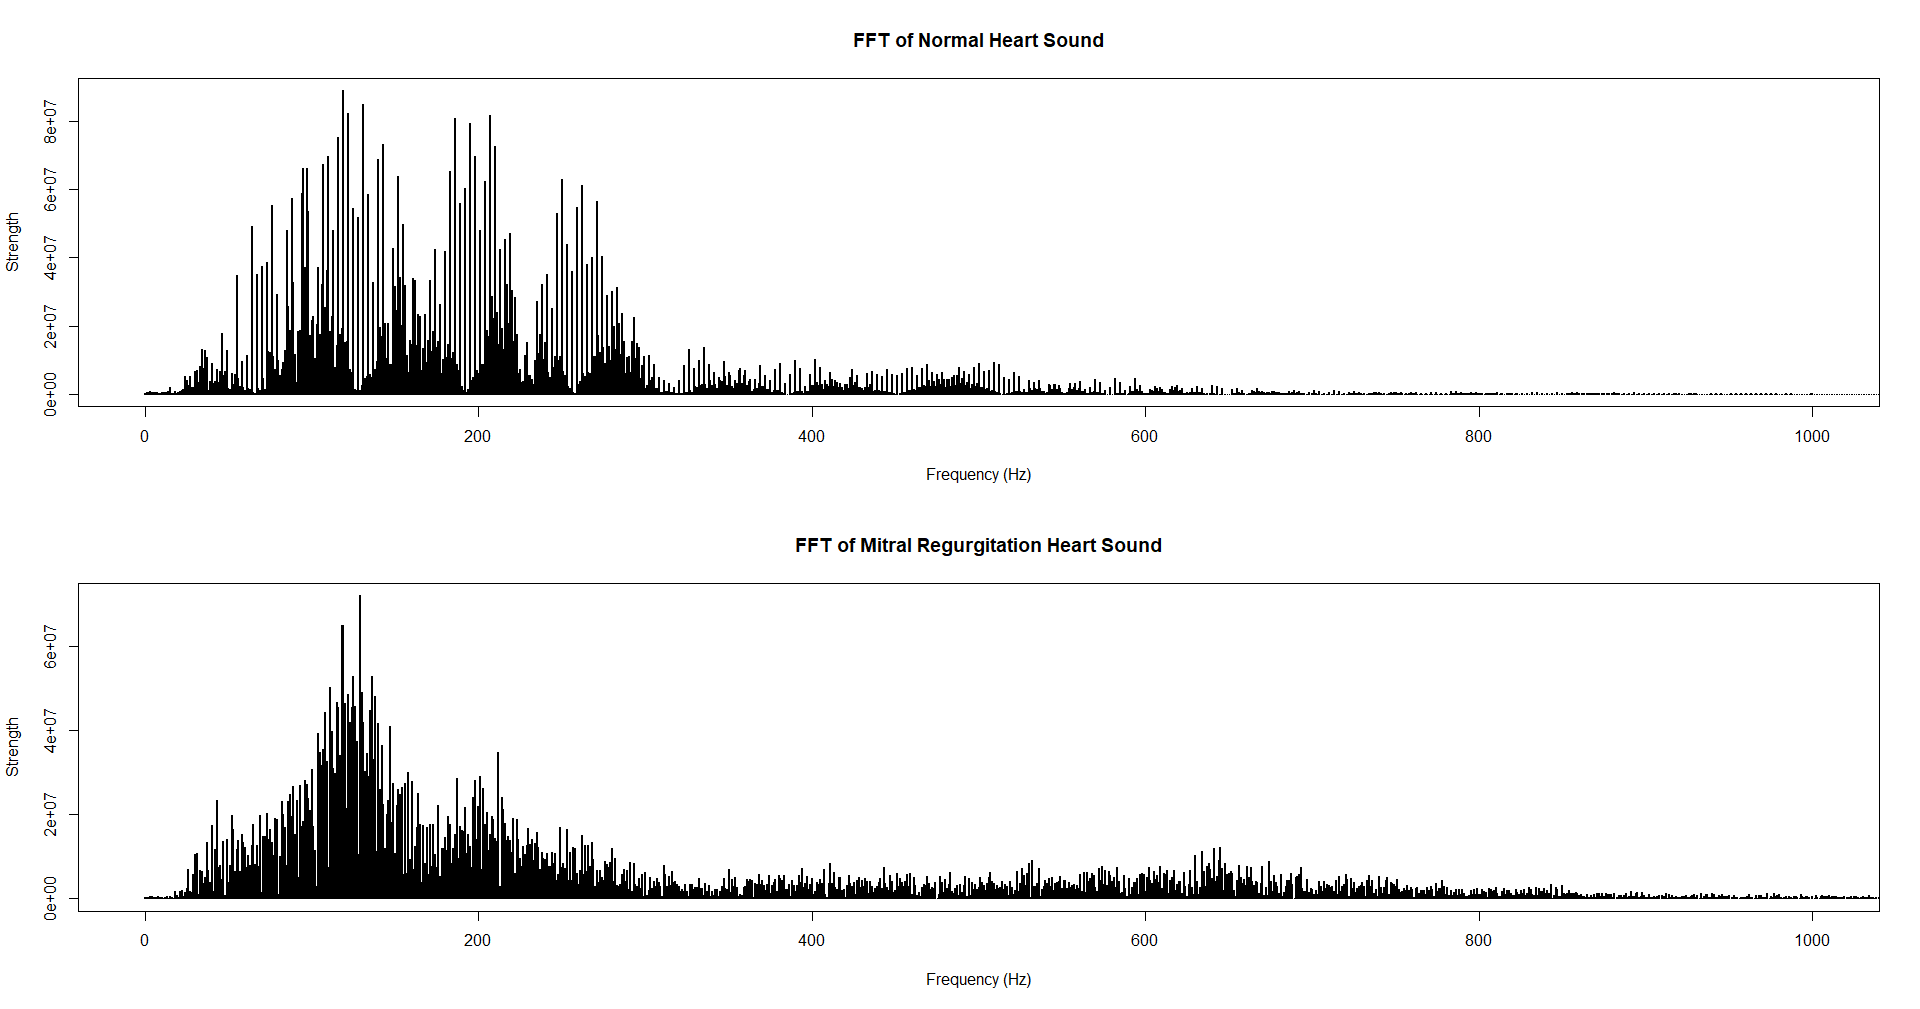 FFT of Normal Heart Sound
Strength
0e+00 2e+07 4e+07 6e+07 8e+07
0 200 400 600 800 1000
Frequency (Hz)
FFT of Mitral Regurgitation Heart Sound
Strength
0e+00 2e+07 4e+07 6e+07
0 200 400 600 800 1000
Frequency (Hz)